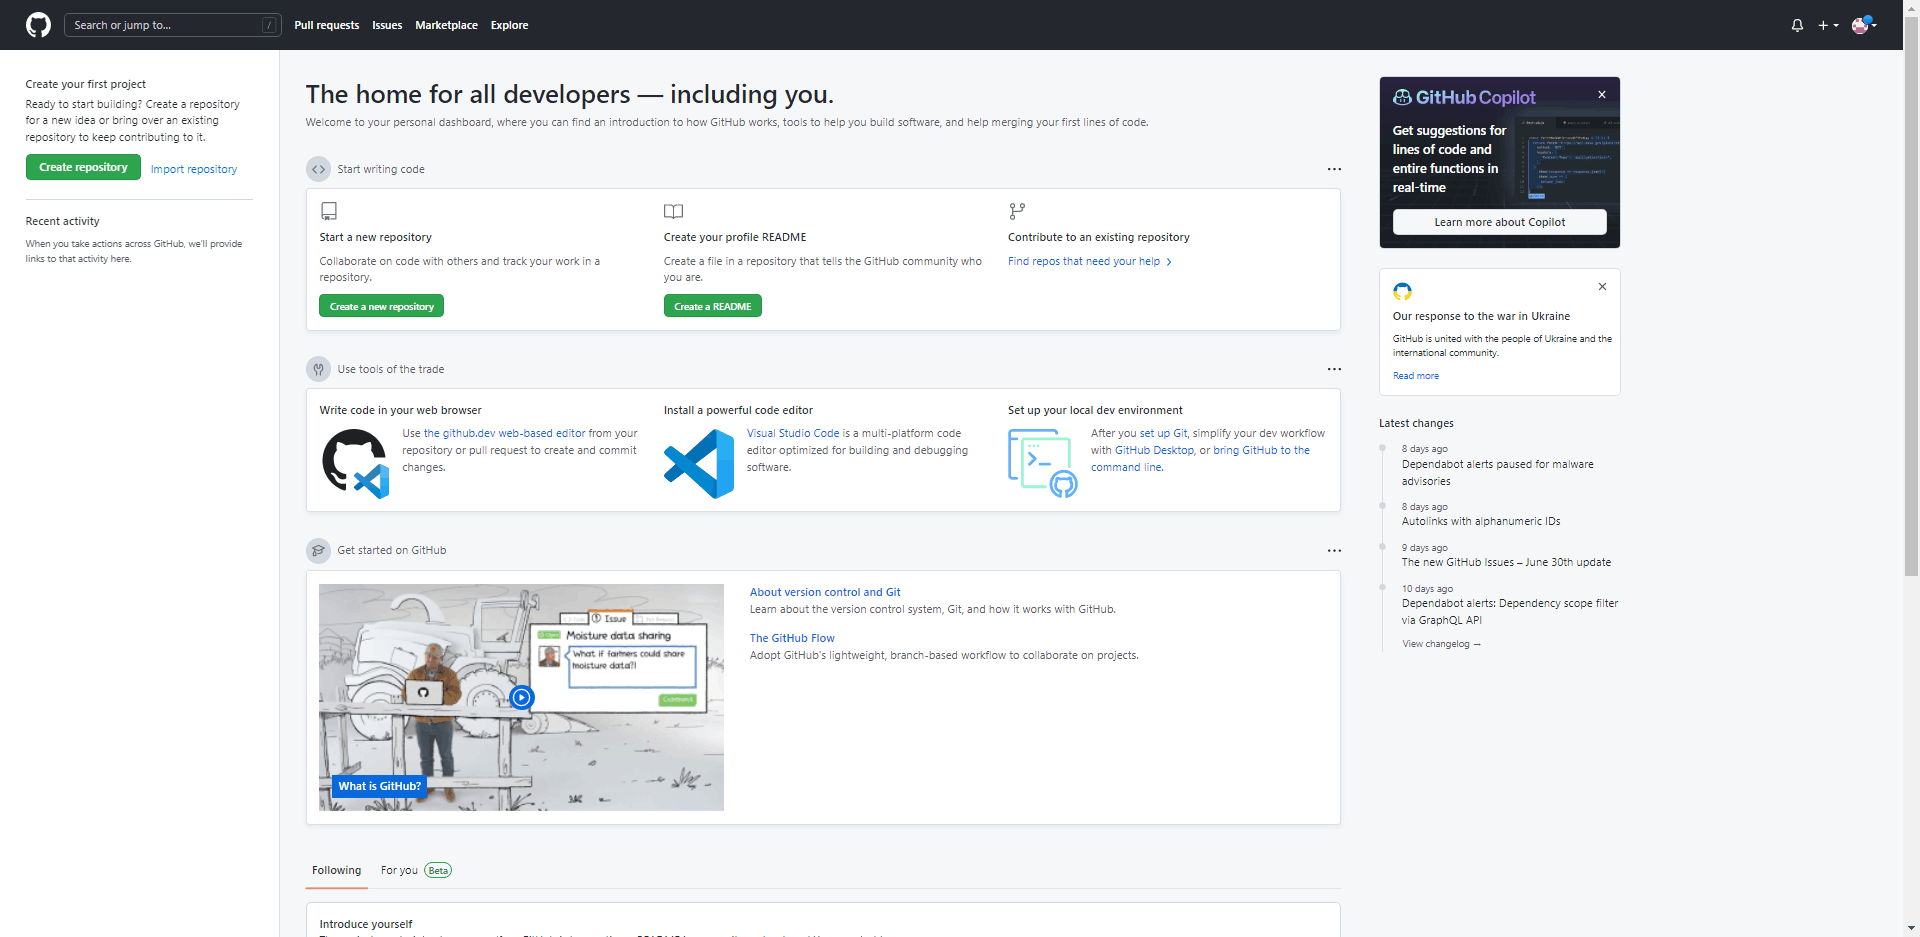 Search or jump to...
/
Pull requests
Issues
Marketplace
Explore
Create your first project
Ready to start building? Create a repository
for a new idea or bring over an existing
repository to keep contributing to it.
Create repository
Import repository
Recent activity
When you take actions across GitHub, we'll provide
links to that activity here.
The home for all developers — including you.
Welcome to your personal dashboard, where you can find an introduction to how GitHub works, tools to help you build software, and help merging your first lines of code.
Start writing code
Start a new repository
Collaborate on code with others and track your work in a
repository.
Create a new repository
Create your profile README
Create a file in a repository that tells the GitHub community who
you are.
Create a README
Contribute to an existing repository
Find repos that need your help
Use tools of the trade
Write code in your web browser
Use the github.dev web-based editor from your
repository or pull request to create and commit
changes.
Install a powerful code editor
Visual Studio Code is a multi-platform code
editor optimized for building and debugging
software.
Set up your local dev environment
After you set up Git, simplify your dev workflow
with GitHub Desktop, or bring GitHub to the
command line.
Get started on GitHub
Issue
Open
Moisture data sharing
What if farmers could share
moisture data?!
Comment
What is GitHub?
About version control and Git
Learn about the version control system, Git, and how it works with GitHub.
The GitHub Flow
Adopt GitHub's lightweight, branch-based workflow to collaborate on projects.
Following
For you
Beta
Introduce yourself
GitHub Copilot
Get suggestions for
lines of code and
entire functions in
real-time
Learn more about Copilot
Our response to the war in Ukraine
GitHub is united with the people of Ukraine and the
international community.
Read more
Latest changes
8 days ago
Dependabot alerts paused for malware
advisories
8 days ago
Autolinks with alphanumeric IDs
9 days ago
The new GitHub Issues – June 30th update
10 days ago
Dependabot alerts: Dependency scope filter
via GraphQL API
View changelog →